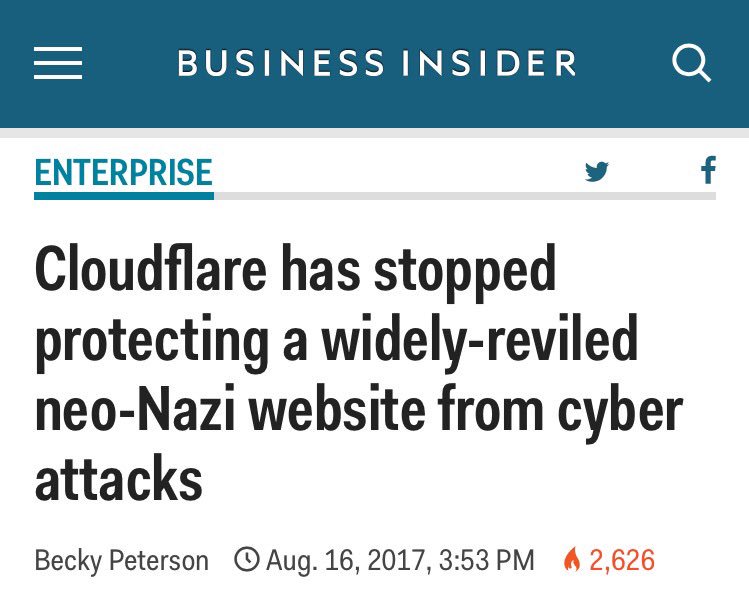 BUSINESS INSIDER
ENTERPRISE
Cloudflare has stopped
protecting a widely-reviled
neo-Nazi website from cyber
attacks
Becky Peterson Aug. 16, 2017, 3:53 PM 2,626